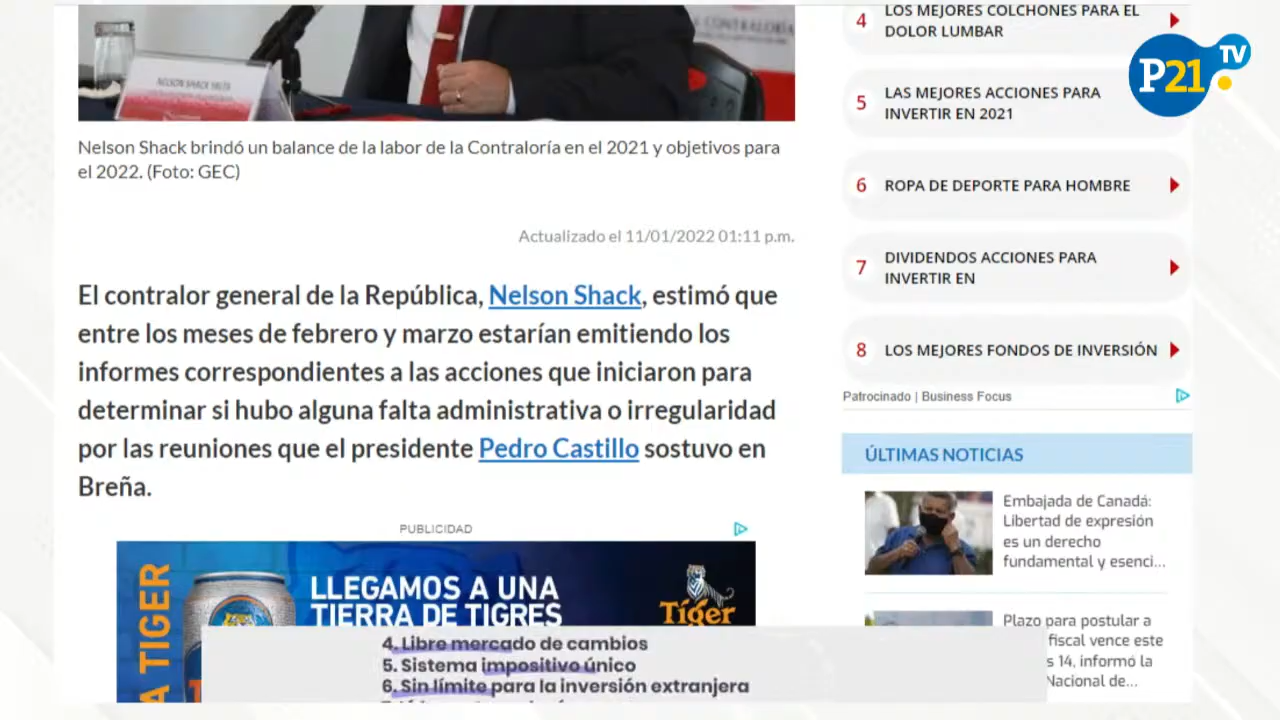 NELSON SHACK YALTA
CONTRALORÍA
Nelson Shack brindó un balance de la labor de la Contraloría en el 2021 y objetivos para
el 2022. (Foto: GEC)
Actualizado el 11/01/2022 01:11 p.m.
El contralor general de la República, Nelson Shack, estimó que
entre los meses de febrero y marzo estarían emitiendo los
informes correspondientes a las acciones que iniciaron para
determinar si hubo alguna falta administrativa o irregularidad
por las reuniones que el presidente Pedro Castillo sostuvo en
Breña.
PUBLICIDAD
A TIGER
LLEGAMOS A UNA
TIERRA DE TIGRES
Tiger
4. Libre mercado de cambios
5. Sistema impositivo único
6. Sin límite para la inversión extranjera
P21.TV
4 LOS MEJORES COLCHONES PARA EL
DOLOR LUMBAR
5 LAS MEJORES ACCIONES PARA
INVERTIR EN 2021
6 ROPA DE DEPORTE PARA HOMBRE
7 DIVIDENDOS ACCIONES PARA
INVERTIR EN
8 LOS MEJORES FONDOS DE INVERSIÓN
Patrocinado | Business Focus
ÚLTIMAS NOTICIAS
Embajada de Canadá:
Libertad de expresión
es un derecho
fundamental y esenci...
Plazo para postular a
fiscal vence este
s 14, informó la
Nacional de...